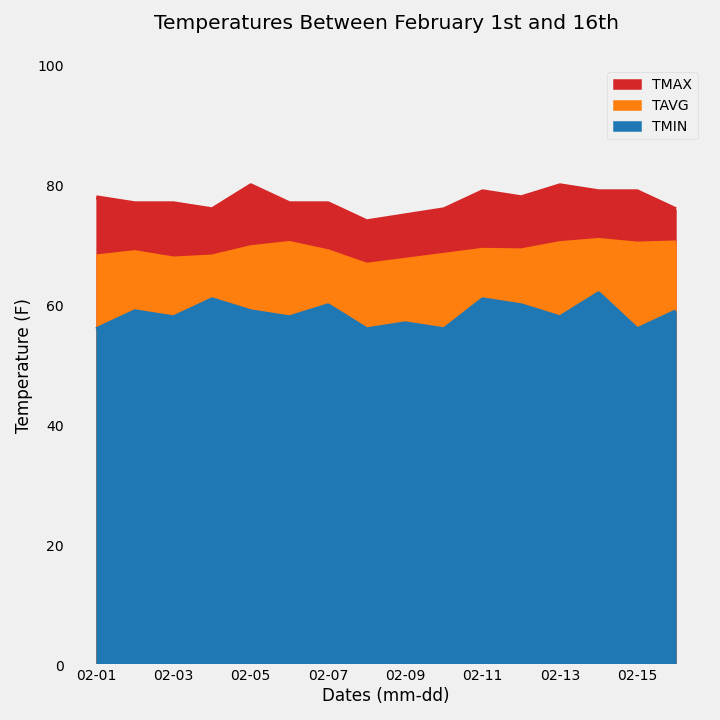 Temperatures Between February 1st and 16th
100
80
60
40
20
0
Temperature (F)
TMAX
TAVG
TMIN
02-01 02-03 02-05 02-07 02-09 02-11 02-13 02-15
Dates (mm-dd)